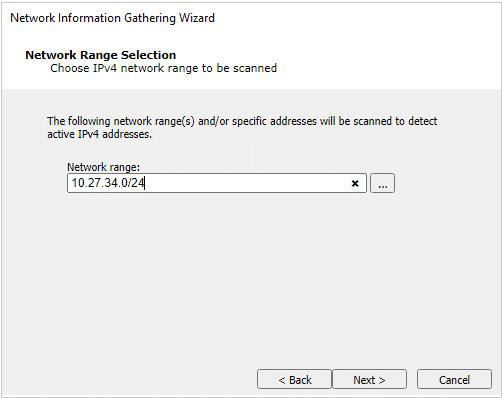 Network Information Gathering Wizard
Network Range Selection
Choose IPv4 network range to be scanned
The following network range(s) and/or specific addresses will be scanned to detect
active IPv4 addresses.
Network range:
10.27.34.0/24 × ...
< Back Next > Cancel